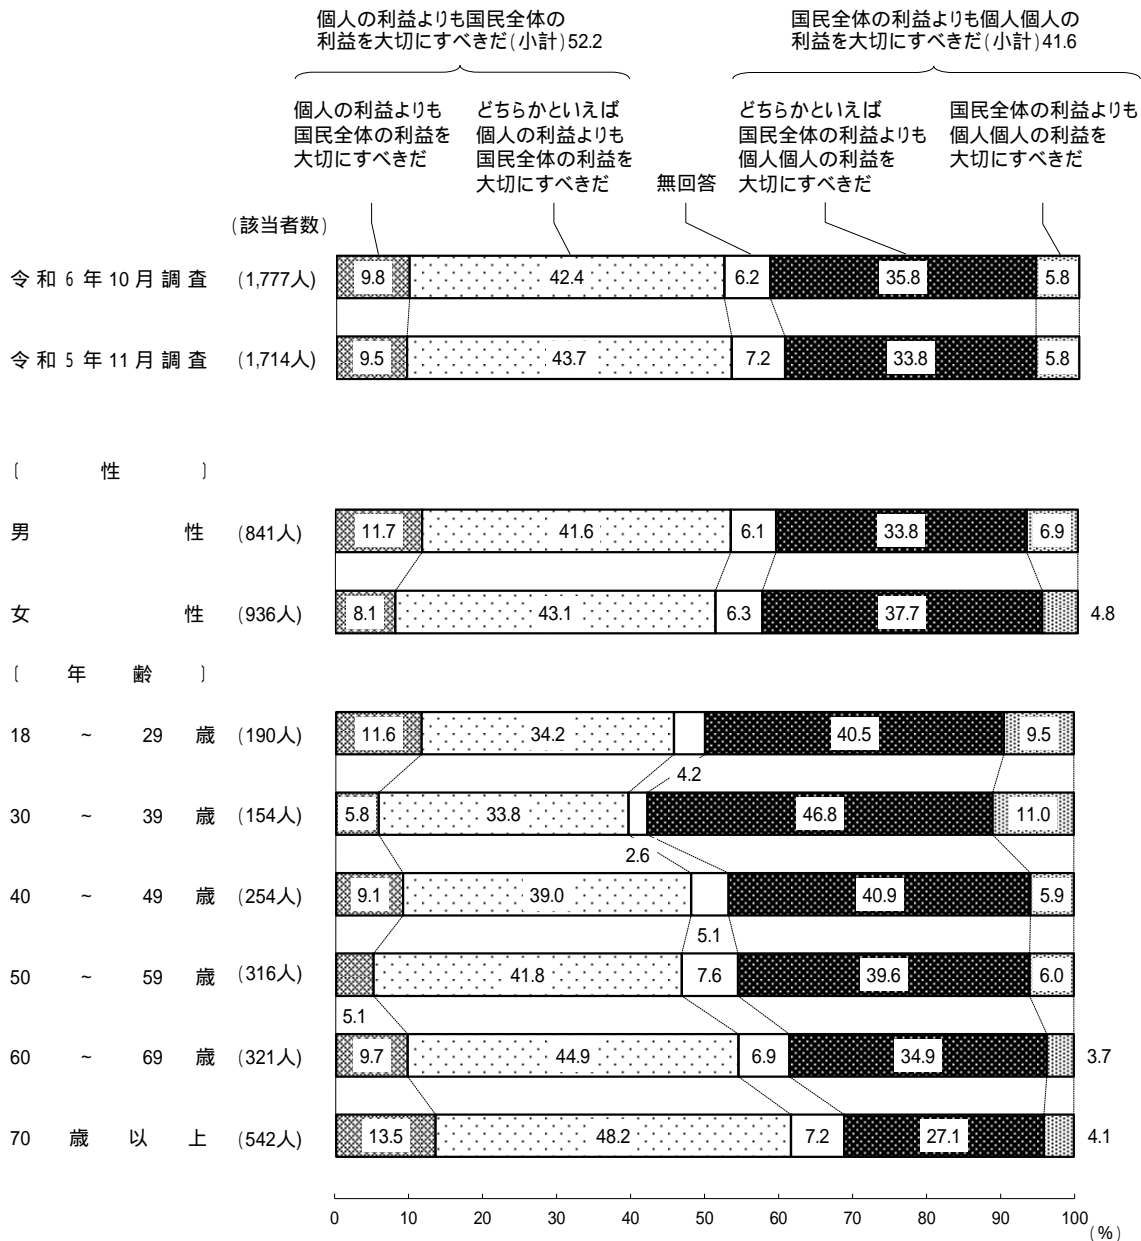 個人の利益よりも国民全体の
利益を大切にすべきだ(小計)52.2
国民全体の利益よりも個人個人の
利益を大切にすべきだ(小計)41.6
個人の利益よりも
国民全体の利益を
大切にすべきだ
どちらかといえば
個人の利益よりも
国民全体の利益を
大切にすべきだ
無回答
どちらかといえば
国民全体の利益よりも
個人個人の利益を
大切にすべきだ
国民全体の利益よりも
個人個人の利益を
大切にすべきだ
(該当者数)
令和6年10月調査 (1,777人) 9.8 42.4 6.2 35.8 5.8
令和5年11月調査 (1,714人) 9.5 43.7 7.2 33.8 5.8
〔 性 〕
男性 (841人) 11.7 41.6 6.1 33.8 6.9
女性 (936人) 8.1 43.1 6.3 37.7 4.8
〔 年齢 〕
18 ~ 29 歳 (190人) 11.6 34.2 40.5 9.5
4.2
30 ~ 39 歳 (154人) 5.8 33.8 46.8 11.0
2.6
40 ~ 49 歳 (254人) 9.1 39.0 40.9 5.9
5.1
50 ~ 59 歳 (316人) 41.8 7.6 39.6 6.0
5.1
60 ~ 69 歳 (321人) 9.7 44.9 6.9 34.9 3.7
70 歳以上 (542人) 13.5 48.2 7.2 27.1 4.1
0 10 20 30 40 50 60 70 80 90 100
(%)